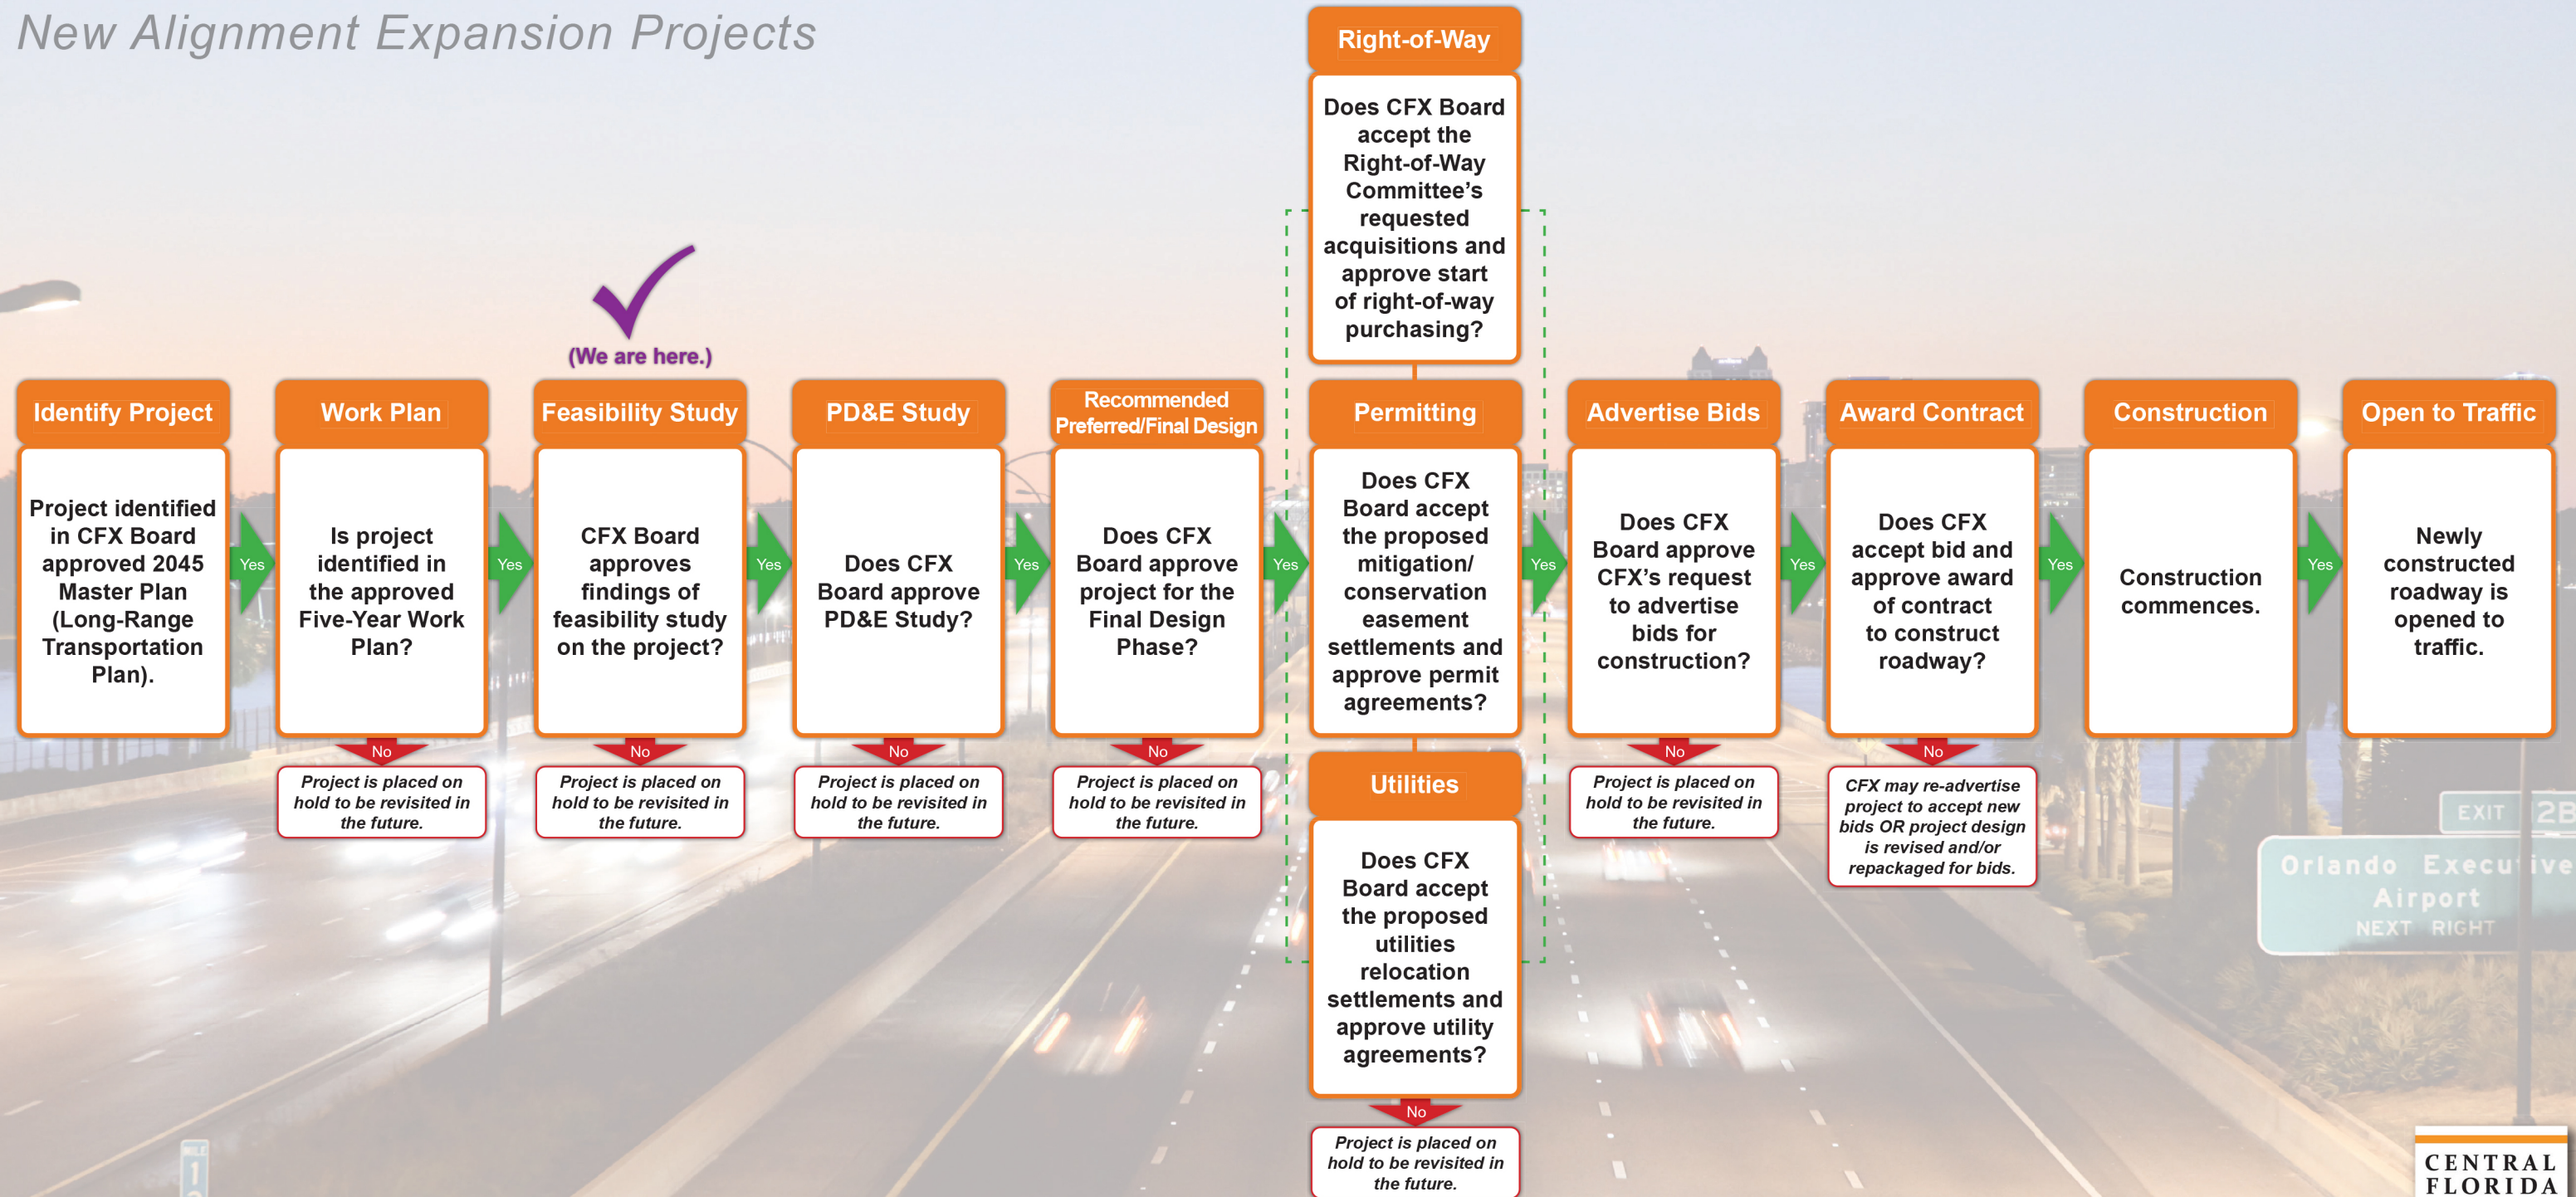 New Alignment Expansion Projects
Right-of-Way
Does CFX Board
accept the
Right-of-Way
Committee’s
requested
acquisitions and
approve start
of right-of-way
purchasing?
(We are here.)
Identify Project
Project identified
in CFX Board
approved 2045
Master Plan
(Long-Range
Transportation
Plan).
Yes
Work Plan
Is project
identified in
the approved
Five-Year Work
Plan?
No
Project is placed on
hold to be revisited in
the future.
Yes
Feasibility Study
CFX Board
approves
findings of
feasibility study
on the project?
No
Project is placed on
hold to be revisited in
the future.
Yes
PD&E Study
Does CFX
Board approve
PD&E Study?
No
Project is placed on
hold to be revisited in
the future.
Yes
Recommended
Preferred/Final Design
Does CFX
Board approve
project for the
Final Design
Phase?
No
Project is placed on
hold to be revisited in
the future.
Yes
Permitting
Does CFX
Board accept
the proposed
mitigation/
conservation
easement
settlements and
approve permit
agreements?
Utilities
Does CFX
Board accept
the proposed
utilities
relocation
settlements and
approve utility
agreements?
No
Project is placed on
hold to be revisited in
the future.
Yes
Advertise Bids
Does CFX
Board approve
CFX’s request
to advertise
bids for
construction?
No
Project is placed on
hold to be revisited in
the future.
Yes
Award Contract
Does CFX
accept bid and
approve award
of contract
to construct
roadway?
No
CFX may re-advertise
project to accept new
bids OR project design
is revised and/or
repackaged for bids.
Yes
Construction
Construction
commences.
Yes
Open to Traffic
Newly
constructed
roadway is
opened to
traffic.
EXIT 2B
Orlando Executive
Airport
NEXT RIGHT
MILE
1
CENTRAL
FLORIDA